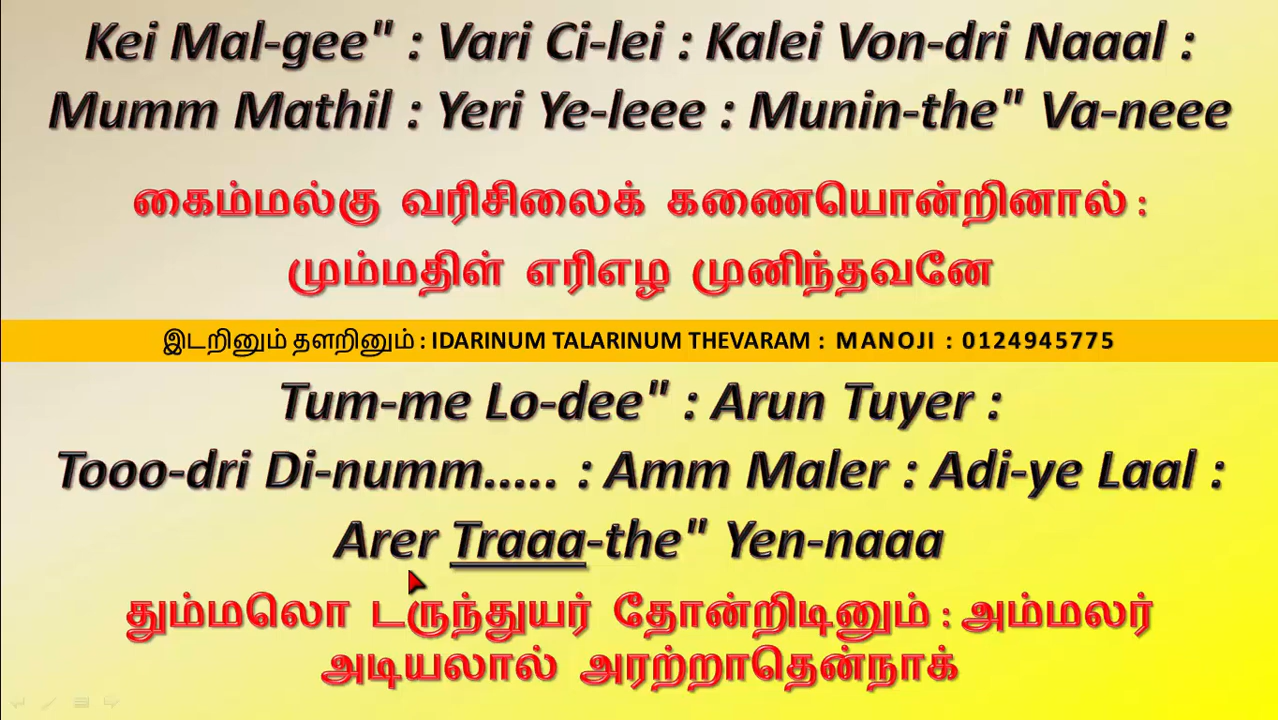 Kei Mal-gee" : Vari Ci-lei : Kalei Von-dri Naaal :
Mumm Mathil : Yeri Ye-leee : Munin-the" Va-neee
கைம்மல்கு வரிசிலைக் கணையொன்றினால் :
மும்மதிள் எரிஎழ முனிந்தவனே
இடறினும் தளறினும் : IDARINUM TALARINUM THEVARAM : MANOJI : 0124945775
Tum-me Lo-dee" : Arun Tuyer :
Tooo-dri Di-numm..... : Amm Maler : Adi-ye Laal :
Arer Traaa-the" Yen-naaa
தும்மலொ டருந்துயர் தோன்றிடினும் : அம்மலர்
அடியலால் அரற்றாதென்நாக்